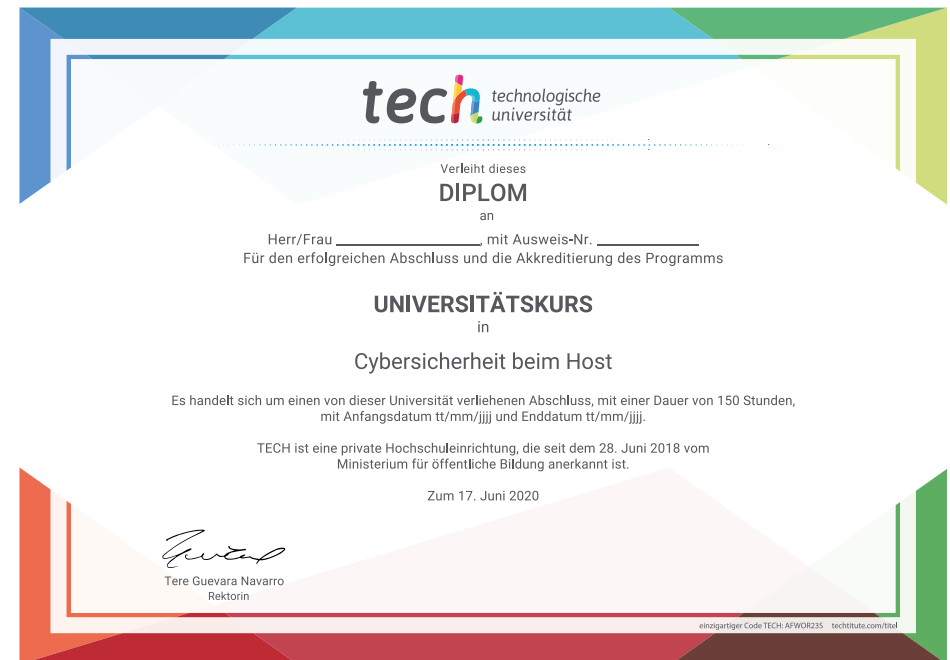 tech technologische
universität
Verleiht dieses
DIPLOM
an
Herr/Frau ____________, mit Ausweis-Nr. ____________
Für den erfolgreichen Abschluss und die Akkreditierung des Programms
UNIVERSITÄTSKURS
in
Cybersicherheit beim Host
Es handelt sich um einen von dieser Universität verliehenen Abschluss, mit einer Dauer von 150 Stunden,
mit Anfangsdatum tt/mm/jjjj und Enddatum tt/mm/jjjj.
TECH ist eine private Hochschuleinrichtung, die seit dem 28. Juni 2018 vom
Ministerium für öffentliche Bildung anerkannt ist.
Zum 17. Juni 2020
Tere Guevara Navarro
Rektorin
einzigartiger Code TECH: AFWOR23S techtitute.com/titel